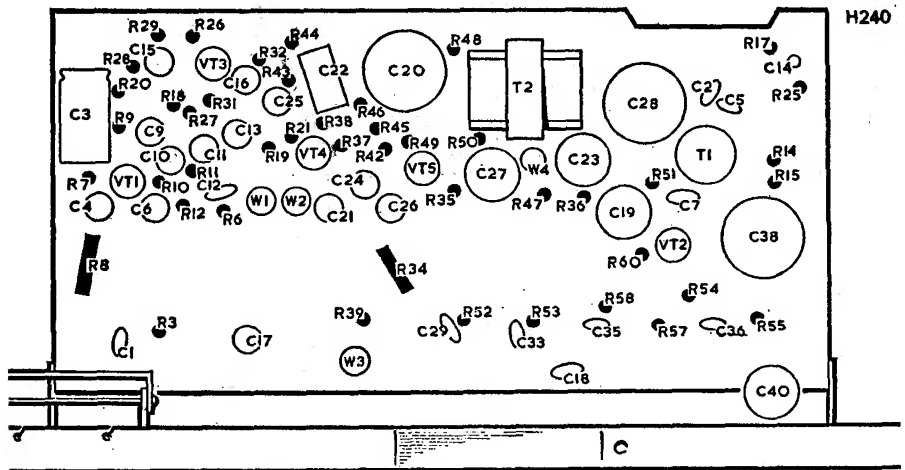 H240
R29
R26
R44
R48
R17
R28
C15
VT3
R32
C22
C20
T2
C14
R20
C16
R43
C28
C2
C5
R25
C3
R18
R31
C25
R46
R27
R9
C9
C13
R21
R38
R45
C10
C11
R19
VT4
R37
R42
R49
R50
W4
C23
T1
R14
R7
VT1
R10
R11
C12
C24
VT5
C27
R51
R15
C4
C6
R12
R6
W1
W2
C21
C26
R35
R47
R36
C19
C7
VT2
C38
R8
R34
R60
R54
R3
R39
R52
R53
R58
R55
C1
C17
C29
C33
C35
R57
C36
W3
C18
C40